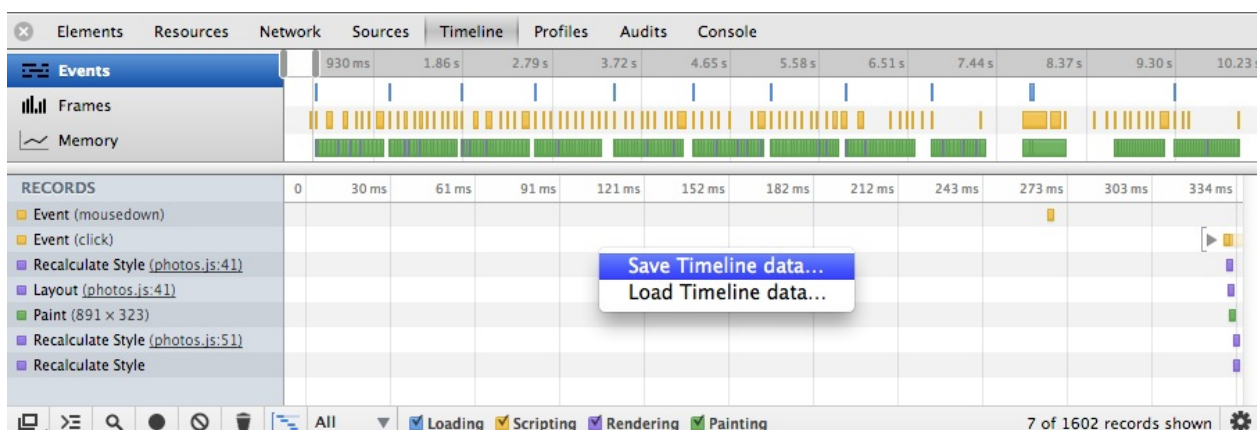 Elements Resources Network Sources Timeline Profiles Audits Console
Events
930 ms 1.86 s 2.79 s 3.72 s 4.65 s 5.58 s 6.51 s 7.44 s 8.37 s 9.30 s 10.23 s
Frames
Memory
RECORDS 0 30 ms 61 ms 91 ms 121 ms 152 ms 182 ms 212 ms 243 ms 273 ms 303 ms 334 ms
Event (mousedown)
Event (click)
Recalculate Style (photos.js:41)
Save Timeline data...
Layout (photos.js:41)
Load Timeline data...
Paint (891 × 323)
Recalculate Style (photos.js:51)
Recalculate Style
All Loading Scripting Rendering Painting 7 of 1602 records shown